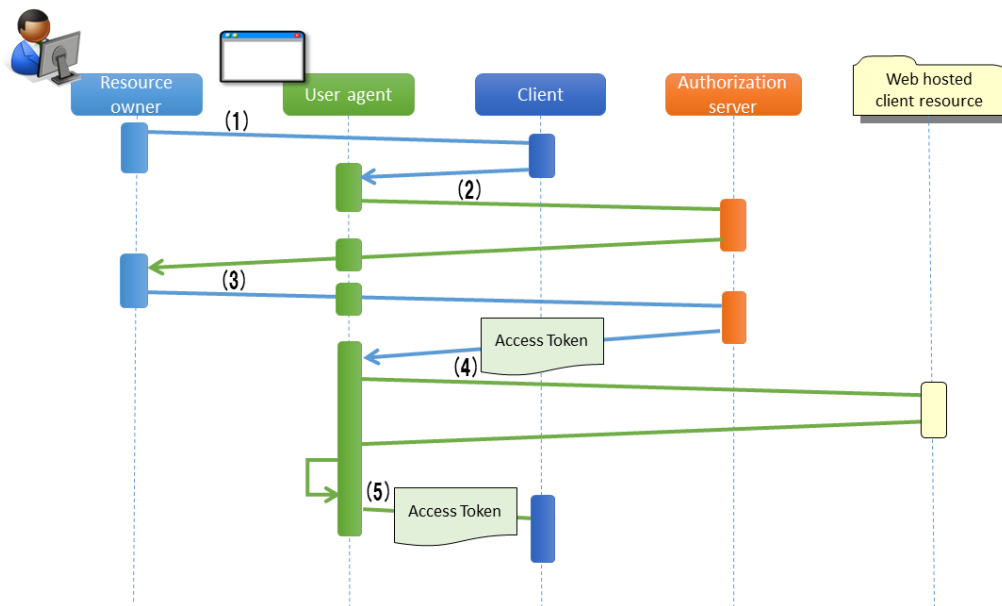 Resource
owner
User agent
Client
Authorization
server
Web hosted
client resource
(1)
(2)
(3)
Access Token
(4)
(5)
Access Token